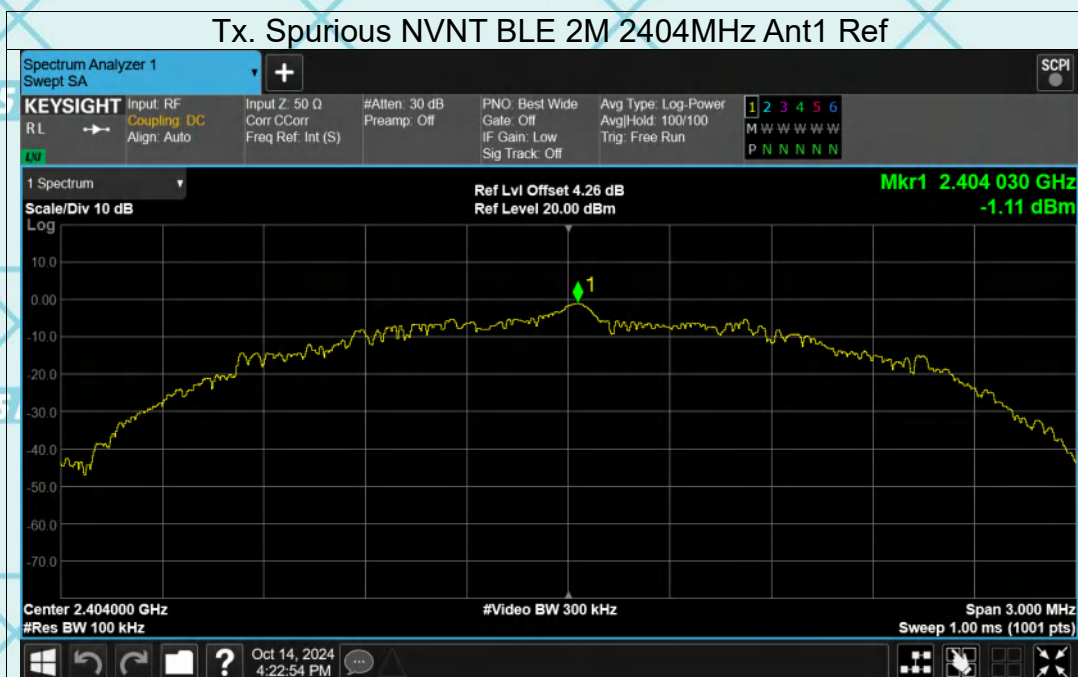 Tx. Spurious NVNT BLE 2M 2404MHz Ant1 Ref
Spectrum Analyzer 1
Swept SA
+
SCPI
KEYSIGHT
RL
LXI
Input: RF
Coupling: DC
Align: Auto
Input Z: 50 Ω
Corr CCorr
Freq Ref: Int (S)
#Atten: 30 dB
Preamp: Off
PNO: Best Wide
Gate: Off
IF Gain: Low
Sig Track: Off
Avg Type: Log-Power
Avg|Hold: 100/100
Trig: Free Run
1 2 3 4 5 6
M W W W W W
P N N N N N
1 Spectrum
Scale/Div 10 dB
Ref Lvl Offset 4.26 dB
Ref Level 20.00 dBm
Mkr1 2.404 030 GHz
-1.11 dBm
Log
1
10.0
0.00
-10.0
-20.0
-30.0
-40.0
-50.0
-60.0
-70.0
Center 2.404000 GHz
#Res BW 100 kHz
#Video BW 300 kHz
Span 3.000 MHz
Sweep 1.00 ms (1001 pts)
?
Oct 14, 2024
4:22:54 PM